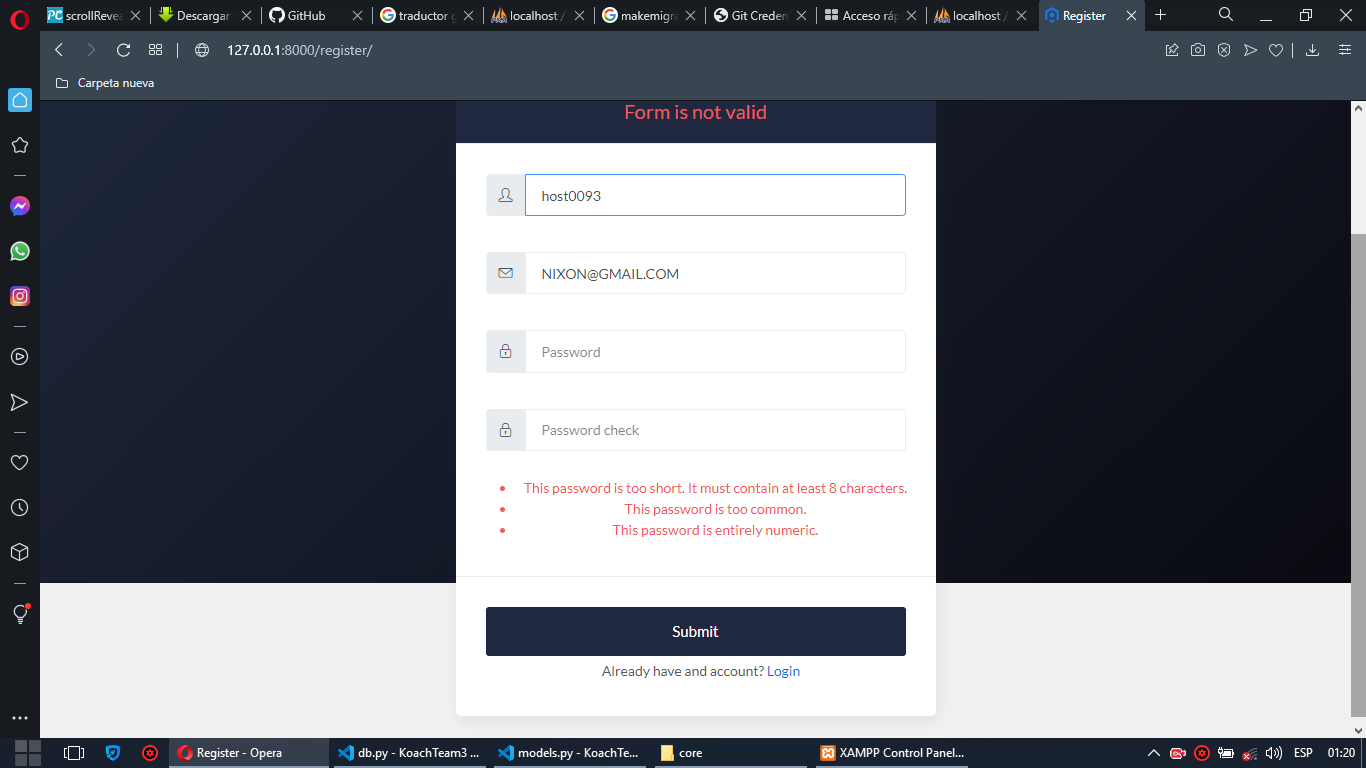 scrollRevea
Descargar
GitHub
traductor g
localhost /
makemigra
Git Creden
Acceso ráp
localhost /
Register
127.0.0.1:8000/register/
Carpeta nueva
Form is not valid
host0093
NIXON@GMAIL.COM
Password
Password check
This password is too short. It must contain at least 8 characters.
This password is too common.
This password is entirely numeric.
Submit
Already have and account? Login
Register - Opera
db.py - KoachTeam3 ...
models.py - KoachTe...
core
XAMPP Control Panel...
ESP
01:20